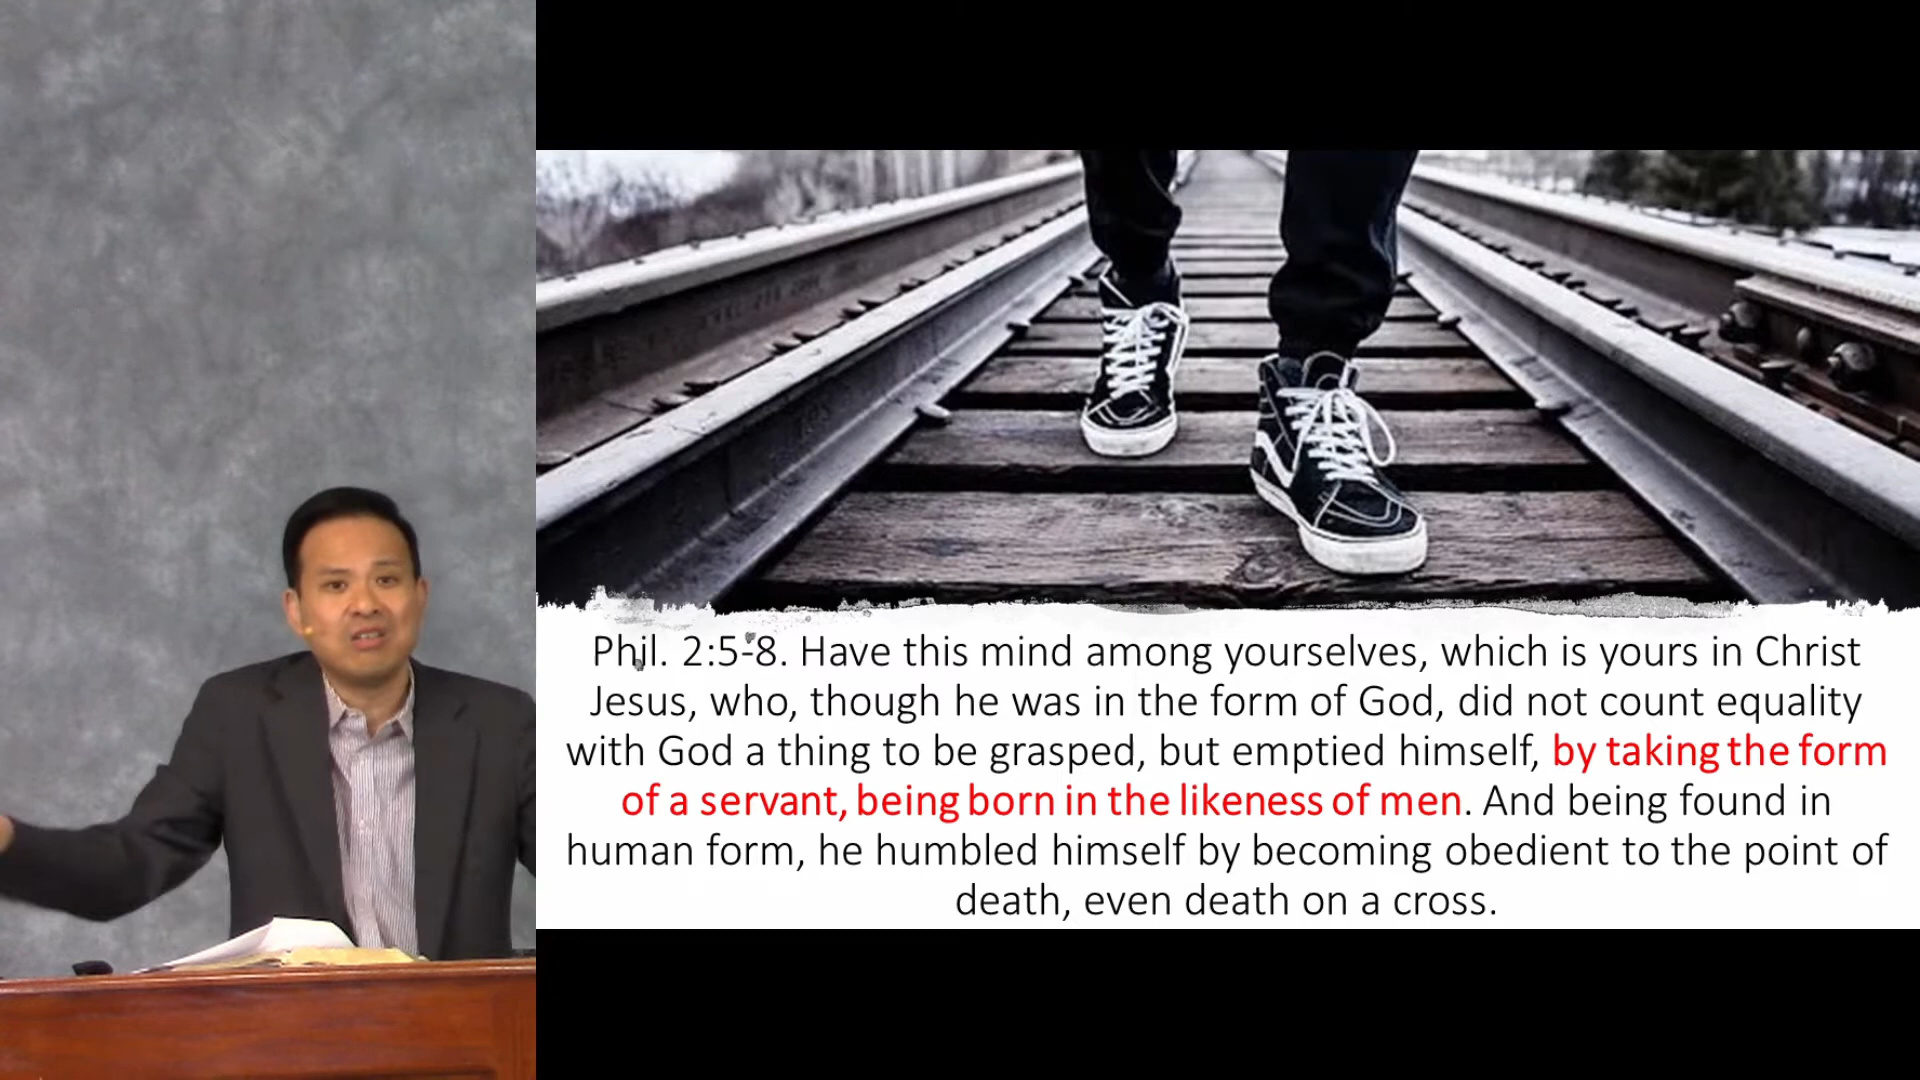 Phil. 2:5-8. Have this mind among yourselves, which is yours in Christ
Jesus, who, though he was in the form of God, did not count equality
with God a thing to be grasped, but emptied himself, by taking the form
of a servant, being born in the likeness of men. And being found in
human form, he humbled himself by becoming obedient to the point of
death, even death on a cross.